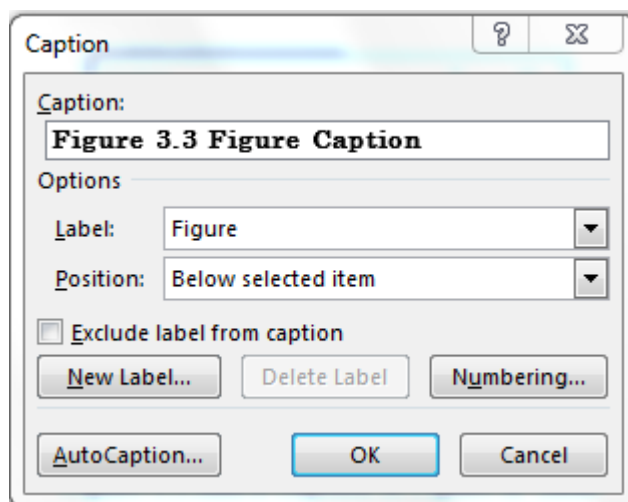 Caption
Caption:
Figure 3.3 Figure Caption
Options
Label: Figure
Position: Below selected item
Exclude label from caption
New Label... Delete Label Numbering...
AutoCaption... OK Cancel